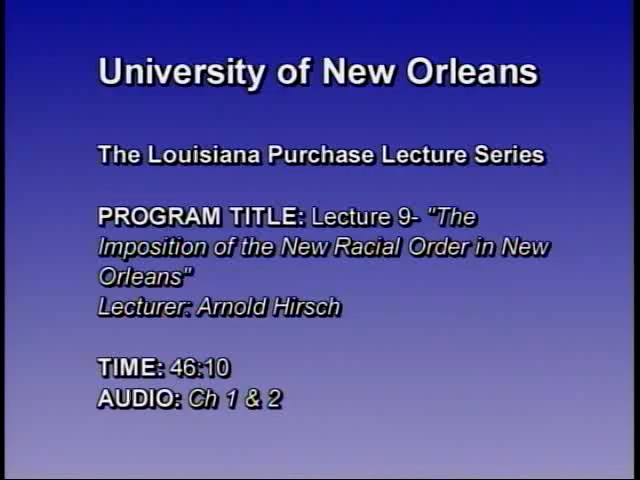 University of New Orleans
The Louisiana Purchase Lecture Series
PROGRAM TITLE: Lecture 9- "The
Imposition of the New Racial Order in New
Orleans"
Lecturer: Arnold Hirsch
TIME: 46:10
AUDIO: Ch 1 & 2